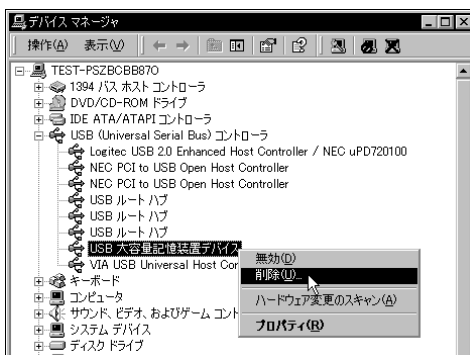 デバイス マネージャ
操作(A) 表示(V)
TEST-PSZBCBB870
1394 バス ホスト コントローラ
DVD/CD-ROM ドライブ
IDE ATA/ATAPI コントローラ
USB (Universal Serial Bus) コントローラ
Logitec USB 2.0 Enhanced Host Controller / NEC uPD720100
NEC PCI to USB Open Host Controller
NEC PCI to USB Open Host Controller
USB ルート ハブ
USB ルート ハブ
USB ルート ハブ
USB 大容量記憶装置デバイス
VIA USB Universal Host Con
キーボード
コンピュータ
サウンド、ビデオ、およびゲーム コント
システム デバイス
ディスク ドライブ
無効(D)
削除(U)...
ハードウェア変更のスキャン(A)
プロパティ(R)